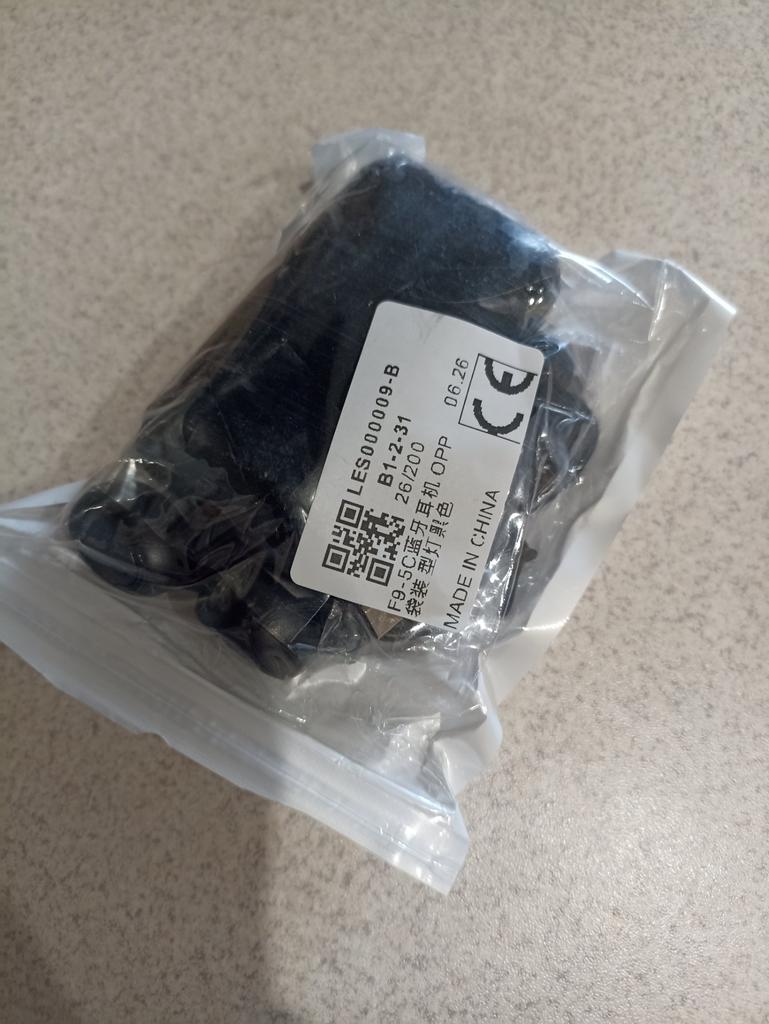 LES000009-B
B1-2-31
26/200
06.26
CE
F9-5C蓝牙耳机 OPP
袋装 型灯黑色
MADE IN CHINA